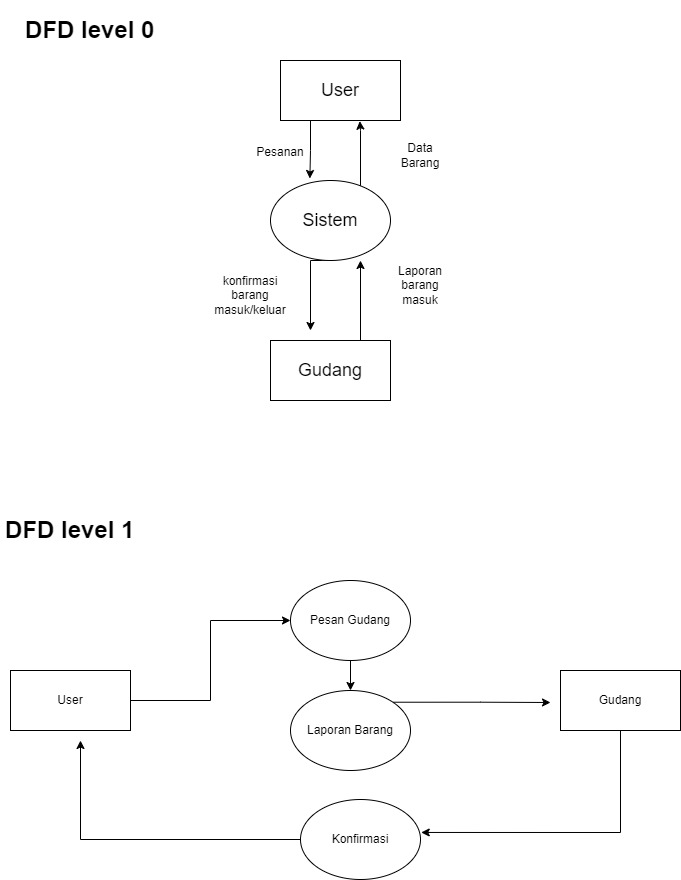 DFD level 0
User
Pesanan
Data
Barang
Sistem
konfirmasi
barang
masuk/keluar
Laporan
barang
masuk
Gudang
DFD level 1
Pesan Gudang
User
Laporan Barang
Gudang
Konfirmasi